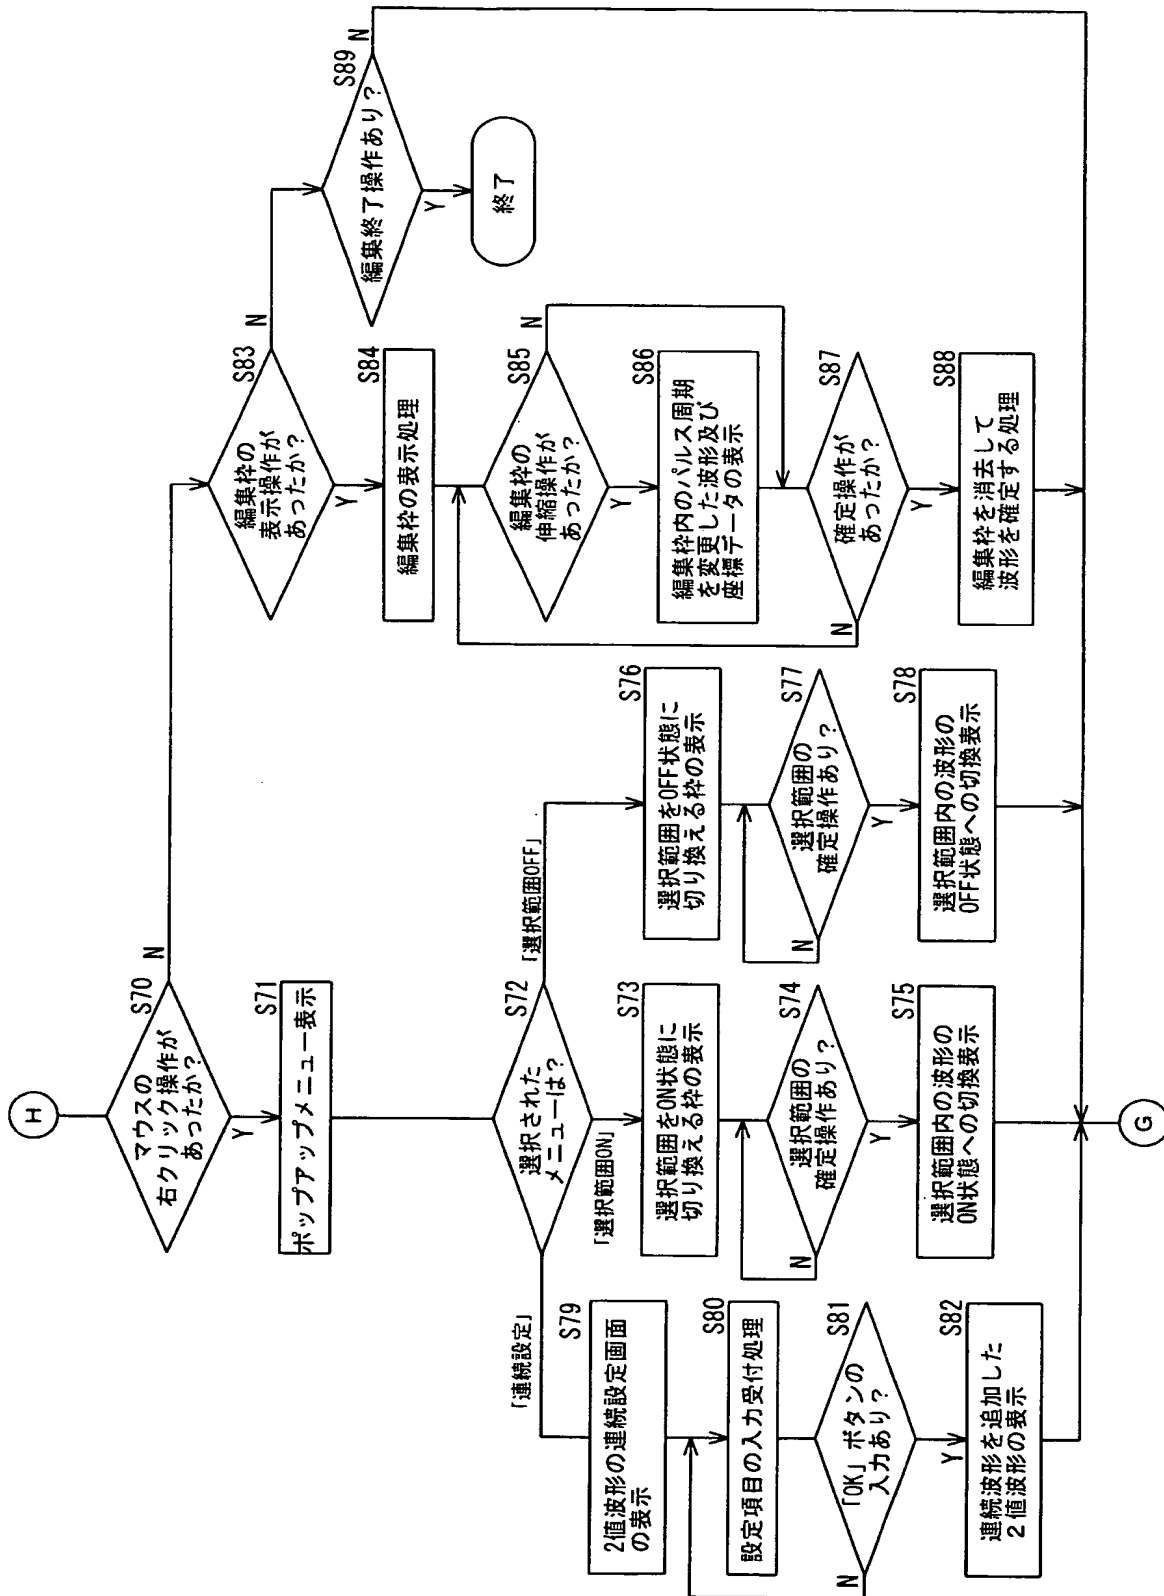 H
マウスの
右クリック操作が
あったか?
S70
N
Y
ポップアップメニュー表示
S71
選択された
メニューは?
S72
「連続設定」
「選択範囲ON」
「選択範囲OFF」
2値波形の連続設定画面
の表示
S79
設定項目の入力受付処理
S80
「OK」ボタンの
入力あり?
S81
N
Y
連続波形を追加した
2値波形の表示
S82
選択範囲をON状態に
切り換える枠の表示
S73
選択範囲の
確定操作あり?
S74
N
Y
選択範囲内の波形の
ON状態への切換表示
S75
選択範囲をOFF状態に
切り換える枠の表示
S76
選択範囲の
確定操作あり?
S77
N
Y
選択範囲内の波形の
OFF状態への切換表示
S78
編集枠の
表示操作が
あったか?
S83
N
Y
編集枠の表示処理
S84
編集枠の
伸縮操作が
あったか?
S85
N
Y
編集枠内のパルス周期
を変更した波形及び
座標データの表示
S86
確定操作が
あったか?
S87
N
Y
編集枠を消去して
波形を確定する処理
S88
編集終了操作あり?
S89
N
Y
終了
G